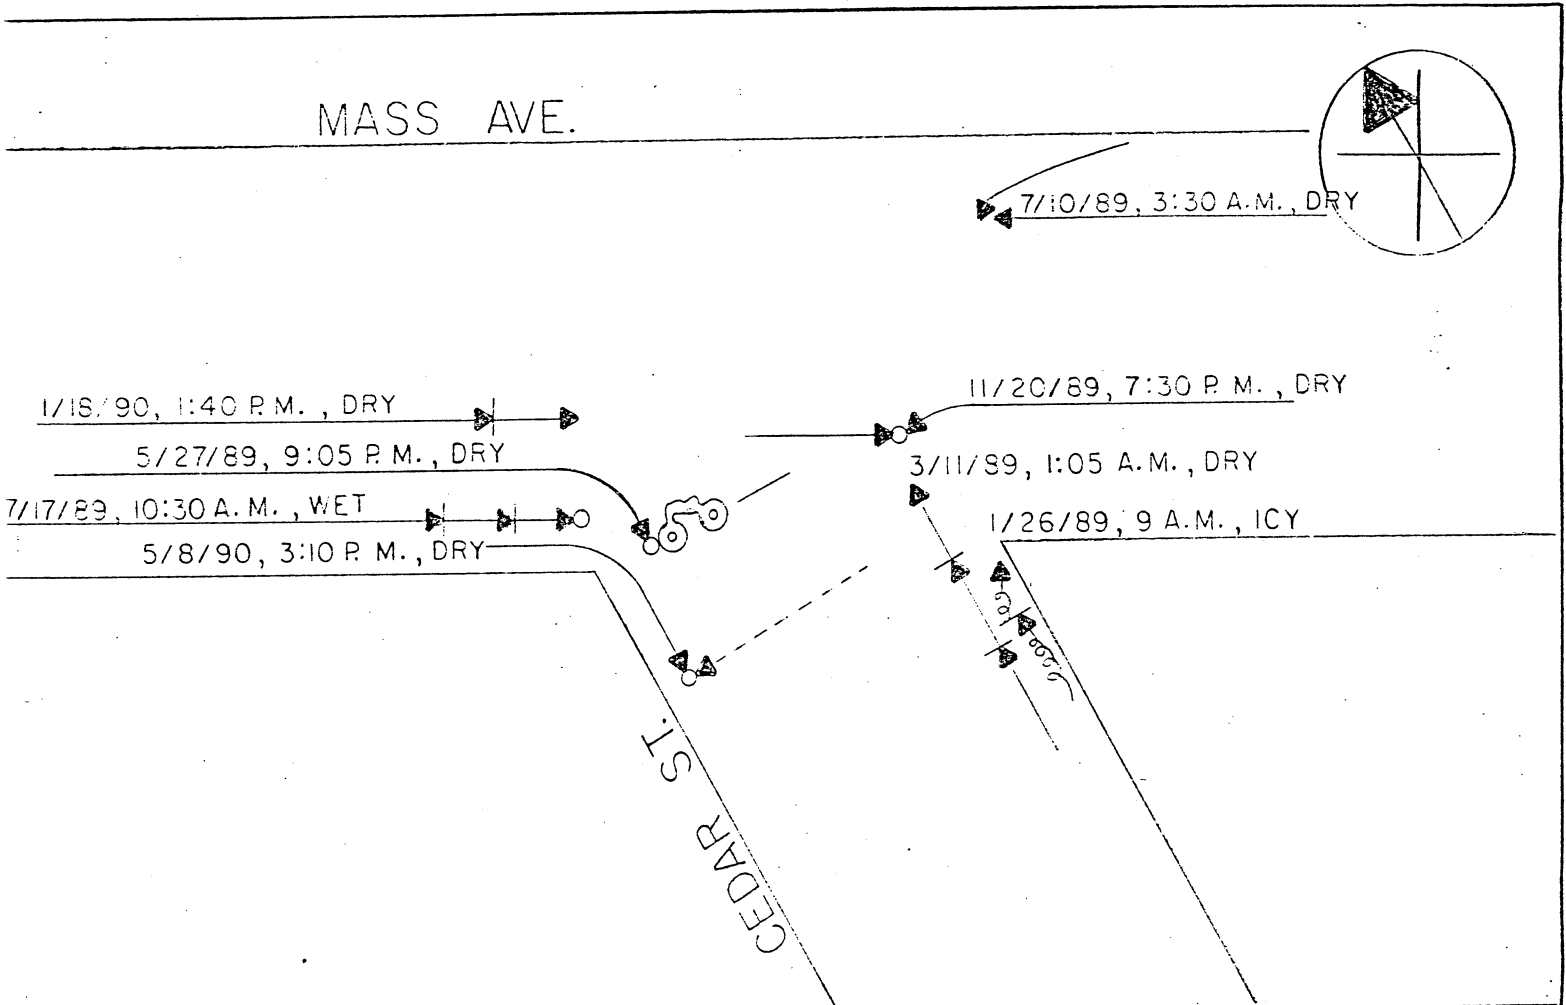 MASS AVE.
7/10/89, 3:30 A.M., DRY
1/18/90, 1:40 P.M., DRY
11/20/89, 7:30 P.M., DRY
5/27/89, 9:05 P.M., DRY
3/11/89, 1:05 A.M., DRY
7/17/89, 10:30 A.M., WET
1/26/89, 9 A.M., ICY
5/8/90, 3:10 P.M., DRY
CEDAR ST.